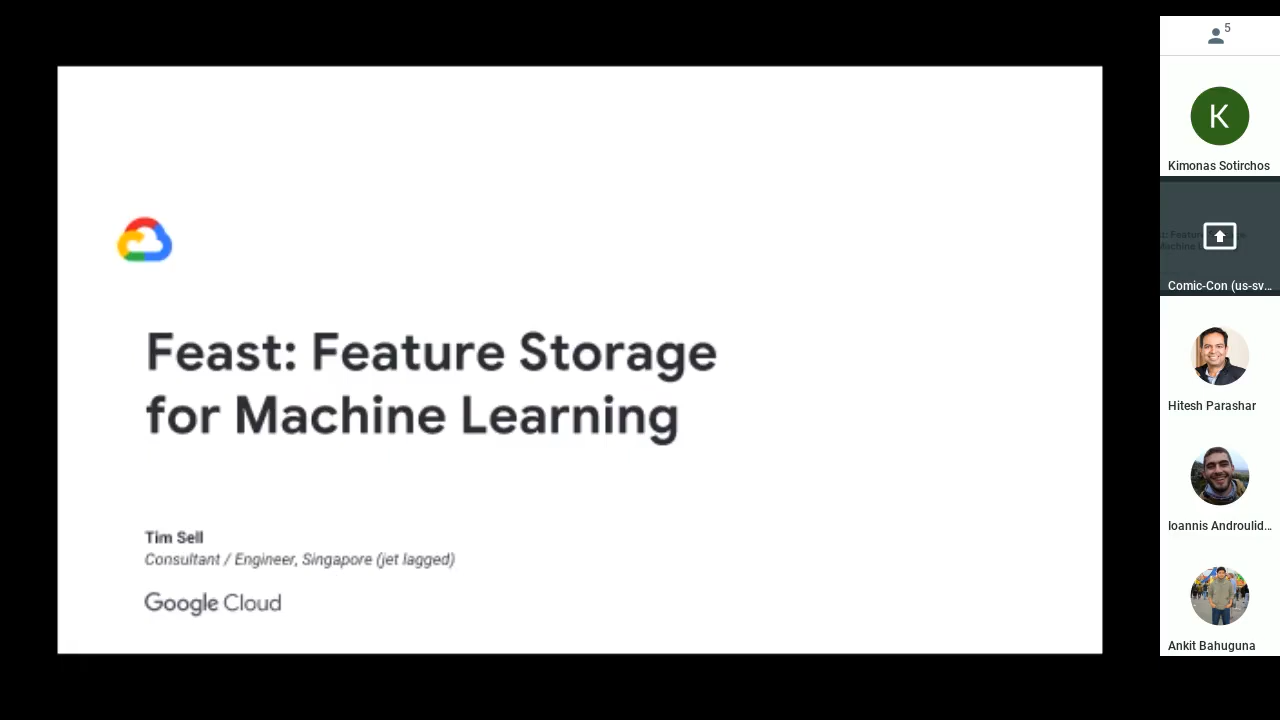 Feast: Feature Storage
for Machine Learning
Tim Sell
Consultant / Engineer, Singapore (jet lagged)
Google Cloud
5
K
Kimonas Sotirchos
Comic-Con (us-sv...
Hitesh Parashar
Ioannis Androulid...
Ankit Bahuguna